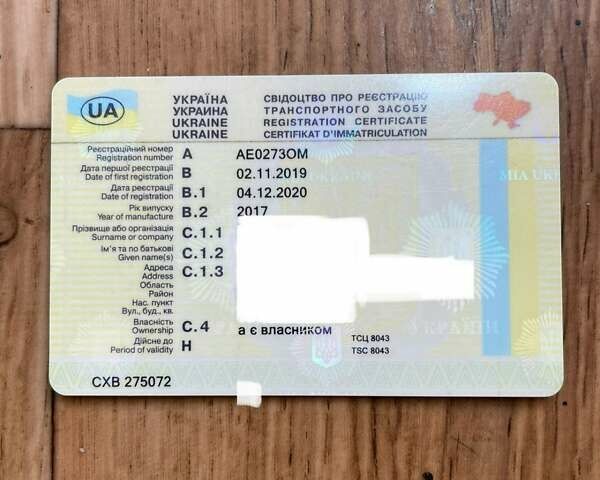 UA
УКРАЇНА СВІДОЦТВО ПРО РЕЄСТРАЦІЮ
УКРАИНА ТРАНСПОРТНОГО ЗАСОБУ
UKRAINE REGISTRATION CERTIFICATE
UKRAINE CERTIFIKAT D'IMMATRICULATION
Реєстраційний номер
Registration number A AE0273OM
Дата першої реєстрації
Date of first registration B 02.11.2019
Дата реєстрації
Date of registration B.1 04.12.2020
Рік випуску
Year of manufacture B.2 2017
Прізвище або організація
Surname or company C.1.1
Ім'я та по батькові
Given name(s) C.1.2
Адреса
Address C.1.3
Область
Район
Нас. пункт
Вул., буд., кв.
Власність
Ownership C.4 а є власником
Дійсне до
Period of validity H
ТСЦ 8043
TSC 8043
CXB 275072